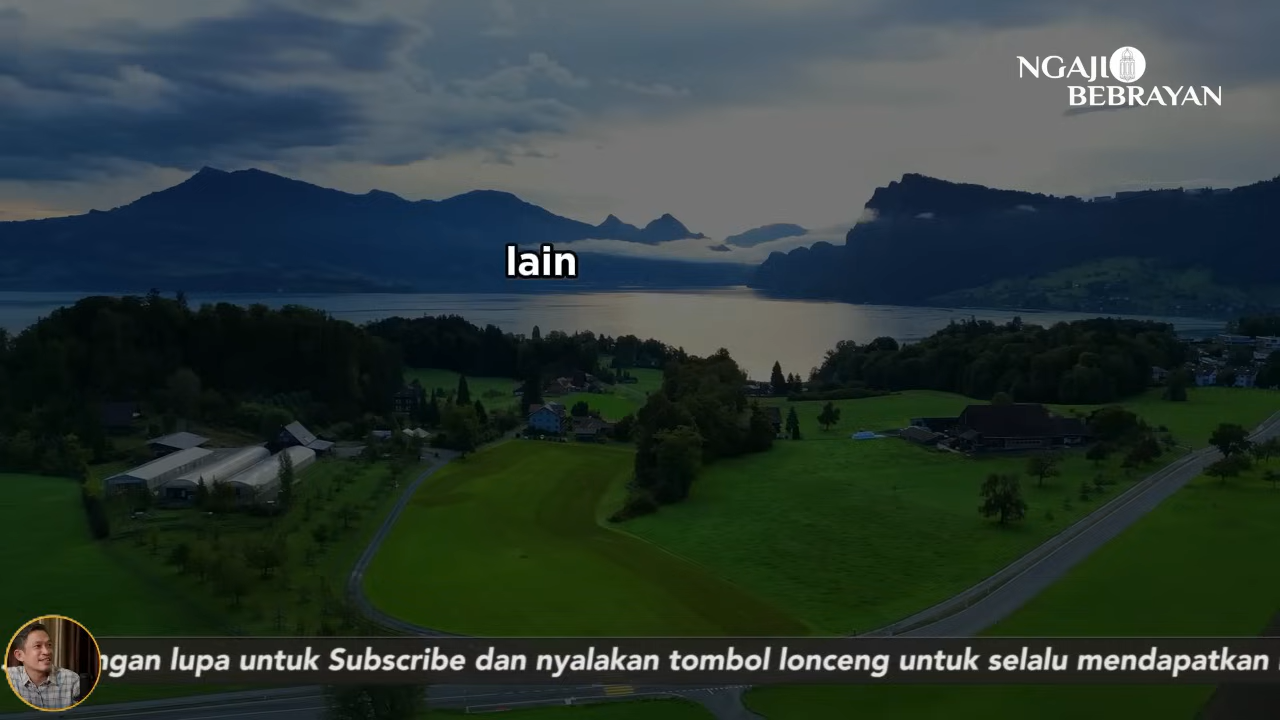 NGAJI
BEBRAYAN
lain
ngan lupa untuk Subscribe dan nyalakan tombol lonceng untuk selalu mendapatkan